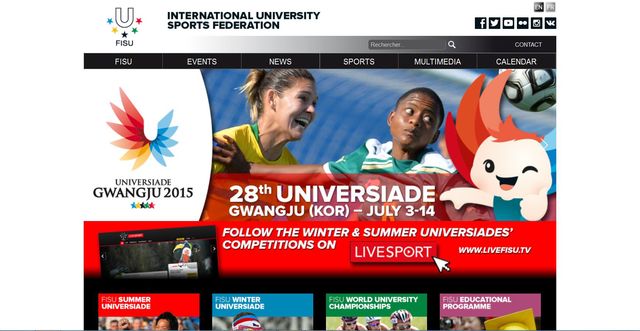 FISU
INTERNATIONAL UNIVERSITY
SPORTS FEDERATION
EN FR
Rechercher...
CONTACT
FISU EVENTS NEWS SPORTS MULTIMEDIA CALENDAR
UNIVERSIADE
GWANGJU 2015
28th UNIVERSIADE
GWANGJU (KOR) – JULY 3-14
FOLLOW THE WINTER & SUMMER UNIVERSIADES'
COMPETITIONS ON
LIVESPORT
WWW.LIVEFISU.TV
FISU SUMMER
UNIVERSIADE
FISU WINTER
UNIVERSIADE
FISU WORLD UNIVERSITY
CHAMPIONSHIPS
FISU EDUCATIONAL
PROGRAMME